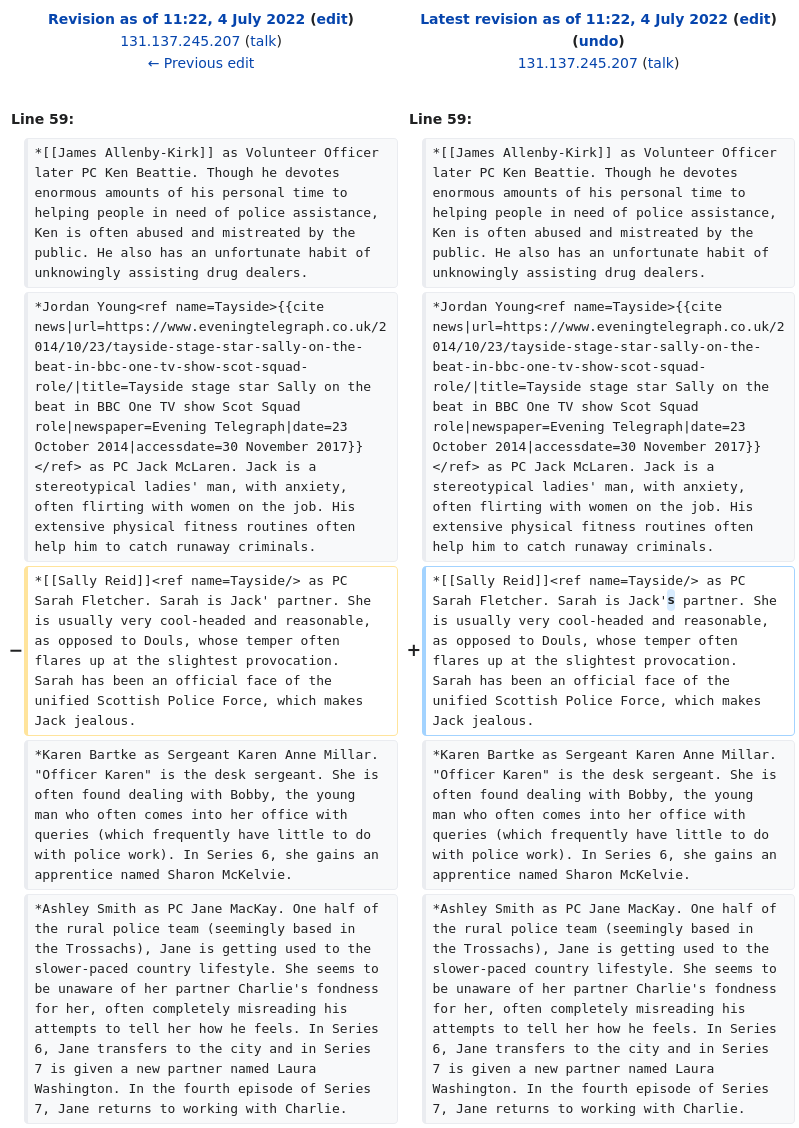 Revision as of 11:22, 4 July 2022 (edit)
131.137.245.207 (talk)
← Previous edit
Latest revision as of 11:22, 4 July 2022 (edit)
(undo)
131.137.245.207 (talk)
Line 59:
Line 59:
*[[James Allenby-Kirk]] as Volunteer Officer
later PC Ken Beattie. Though he devotes
enormous amounts of his personal time to
helping people in need of police assistance,
Ken is often abused and mistreated by the
public. He also has an unfortunate habit of
unknowingly assisting drug dealers.
*[[James Allenby-Kirk]] as Volunteer Officer
later PC Ken Beattie. Though he devotes
enormous amounts of his personal time to
helping people in need of police assistance,
Ken is often abused and mistreated by the
public. He also has an unfortunate habit of
unknowingly assisting drug dealers.
*Jordan Young<ref name=Tayside>{{cite
news|url=https://www.eveningtelegraph.co.uk/2
014/10/23/tayside-stage-star-sally-on-the-
beat-in-bbc-one-tv-show-scot-squad-
role/|title=Tayside stage star Sally on the
beat in BBC One TV show Scot Squad
role|newspaper=Evening Telegraph|date=23
October 2014|accessdate=30 November 2017}}
</ref> as PC Jack McLaren. Jack is a
stereotypical ladies' man, with anxiety,
often flirting with women on the job. His
extensive physical fitness routines often
help him to catch runaway criminals.
*Jordan Young<ref name=Tayside>{{cite
news|url=https://www.eveningtelegraph.co.uk/2
014/10/23/tayside-stage-star-sally-on-the-
beat-in-bbc-one-tv-show-scot-squad-
role/|title=Tayside stage star Sally on the
beat in BBC One TV show Scot Squad
role|newspaper=Evening Telegraph|date=23
October 2014|accessdate=30 November 2017}}
</ref> as PC Jack McLaren. Jack is a
stereotypical ladies' man, with anxiety,
often flirting with women on the job. His
extensive physical fitness routines often
help him to catch runaway criminals.
−
*[[Sally Reid]]<ref name=Tayside/> as PC
Sarah Fletcher. Sarah is Jack' partner. She
is usually very cool-headed and reasonable,
as opposed to Douls, whose temper often
flares up at the slightest provocation.
Sarah has been an official face of the
unified Scottish Police Force, which makes
Jack jealous.
+
*[[Sally Reid]]<ref name=Tayside/> as PC
Sarah Fletcher. Sarah is Jack's partner. She
is usually very cool-headed and reasonable,
as opposed to Douls, whose temper often
flares up at the slightest provocation.
Sarah has been an official face of the
unified Scottish Police Force, which makes
Jack jealous.
*Karen Bartke as Sergeant Karen Anne Millar.
"Officer Karen" is the desk sergeant. She is
often found dealing with Bobby, the young
man who often comes into her office with
queries (which frequently have little to do
with police work). In Series 6, she gains an
apprentice named Sharon McKelvie.
*Karen Bartke as Sergeant Karen Anne Millar.
"Officer Karen" is the desk sergeant. She is
often found dealing with Bobby, the young
man who often comes into her office with
queries (which frequently have little to do
with police work). In Series 6, she gains an
apprentice named Sharon McKelvie.
*Ashley Smith as PC Jane MacKay. One half of
the rural police team (seemingly based in
the Trossachs), Jane is getting used to the
slower-paced country lifestyle. She seems to
be unaware of her partner Charlie's fondness
for her, often completely misreading his
attempts to tell her how he feels. In Series
6, Jane transfers to the city and in Series
7 is given a new partner named Laura
Washington. In the fourth episode of Series
7, Jane returns to working with Charlie.
*Ashley Smith as PC Jane MacKay. One half of
the rural police team (seemingly based in
the Trossachs), Jane is getting used to the
slower-paced country lifestyle. She seems to
be unaware of her partner Charlie's fondness
for her, often completely misreading his
attempts to tell her how he feels. In Series
6, Jane transfers to the city and in Series
7 is given a new partner named Laura
Washington. In the fourth episode of Series
7, Jane returns to working with Charlie.